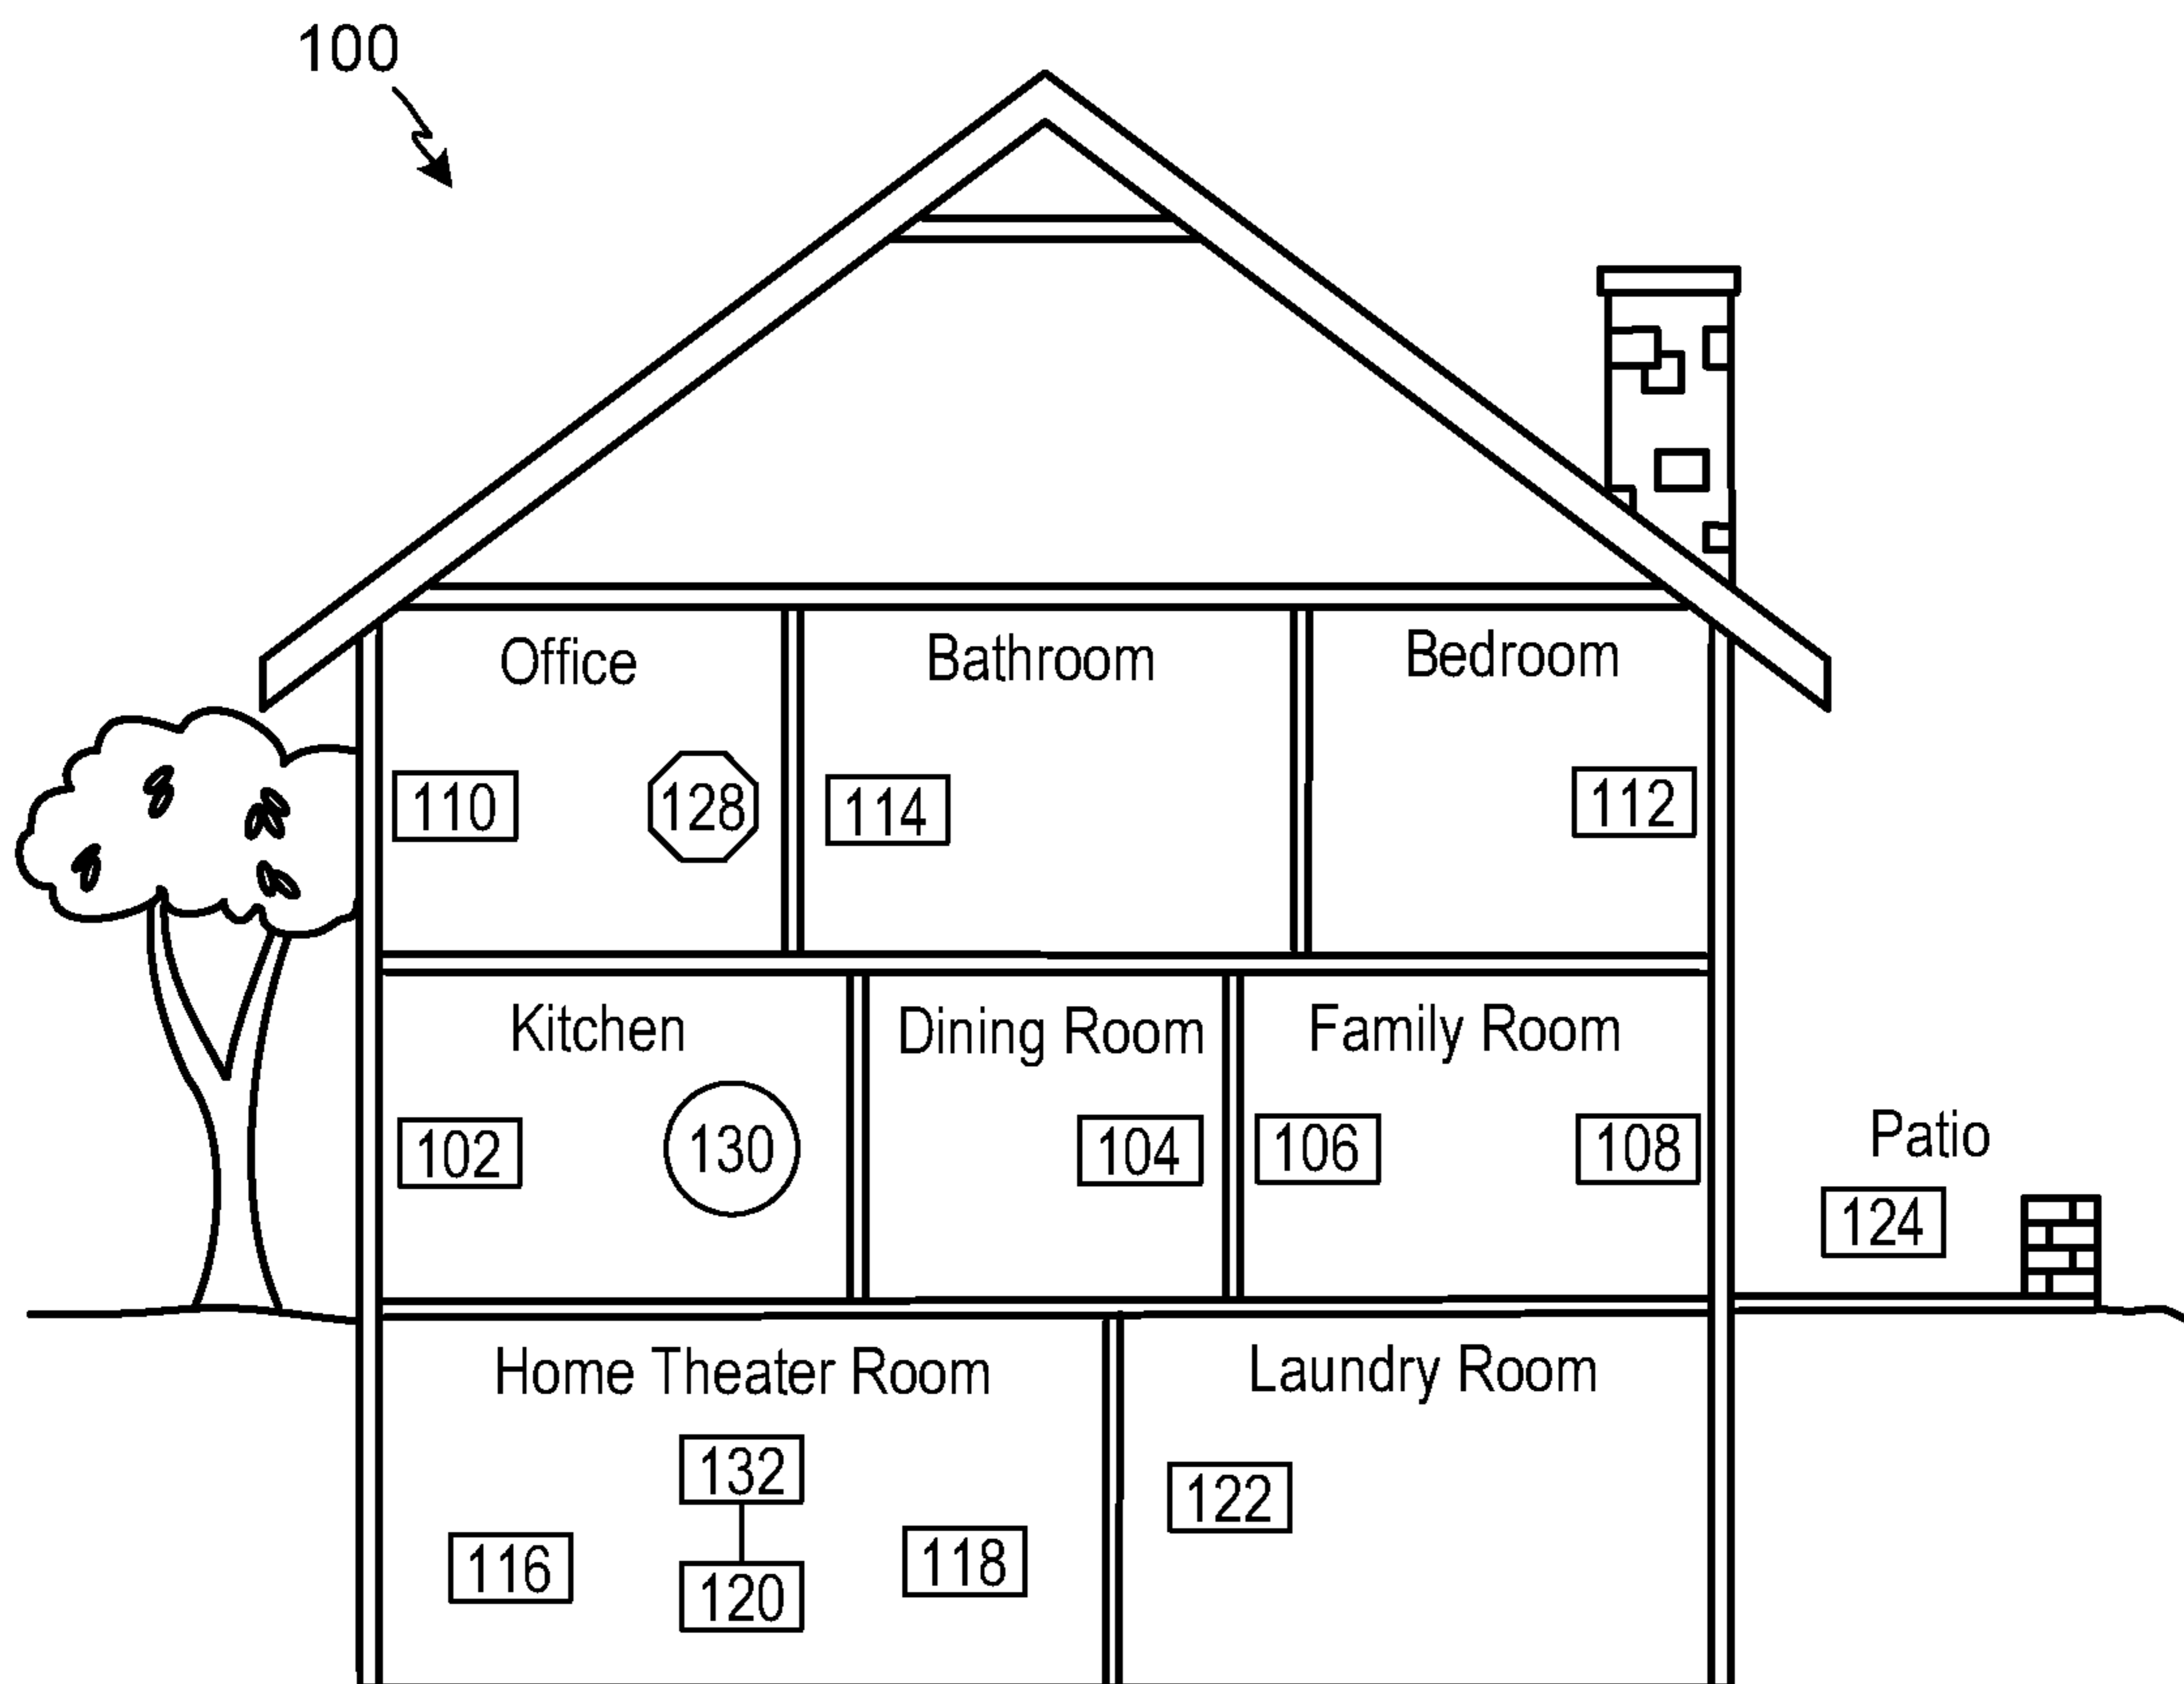 100
Office
Bathroom
Bedroom
110
128
114
112
Kitchen
Dining Room
Family Room
102
130
104
106
108
Patio
124
Home Theater Room
Laundry Room
132
122
116
120
118